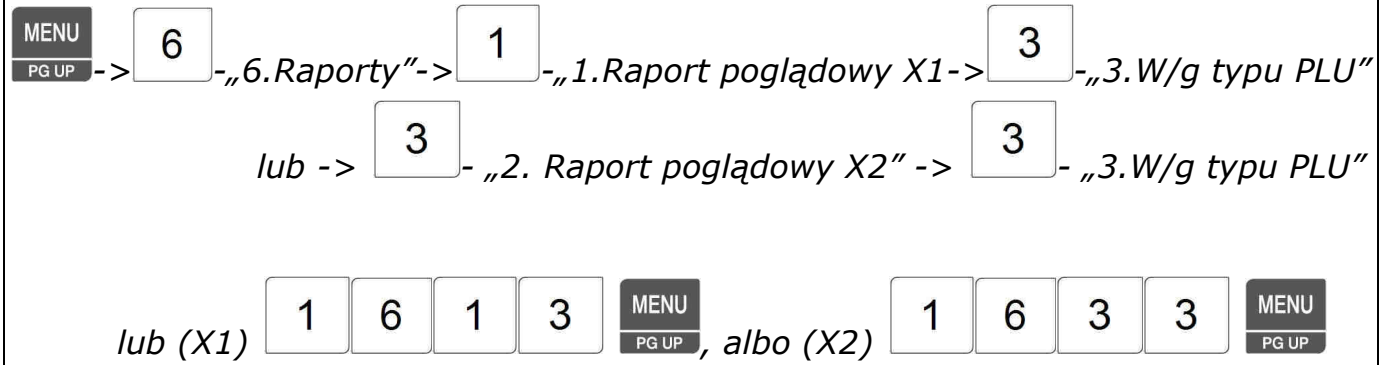 MENU PG UP -> 6 -„6.Raporty”-> 1 -„1.Raport poglądowy X1-> 3 -„3.W/g typu PLU”
lub -> 3 - „2. Raport poglądowy X2” -> 3 - „3.W/g typu PLU”
lub (X1) 1 6 1 3 MENU PG UP , albo (X2) 1 6 3 3 MENU PG UP